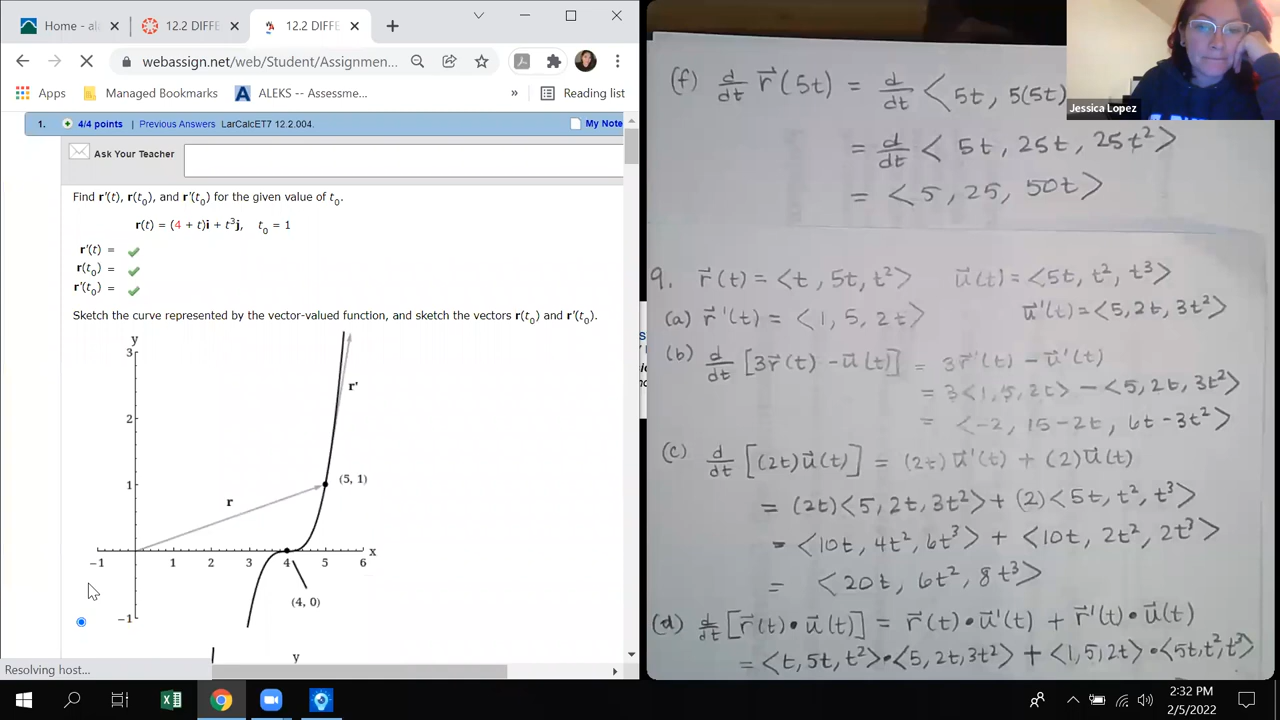 Home - al
12.2 DIFFE
12.2 DIFFE
webassign.net/web/Student/Assignmen...
Apps
Managed Bookmarks
ALEKS -- Assessme...
»
Reading list
1.
4/4 points
|
Previous Answers
LarCalcET7 12.2.004.
My Note
Ask Your Teacher
Find r'(t), r(t₀), and r'(t₀) for the given value of t₀.
r(t) = (4 + t)i + t³j, t₀ = 1
r'(t) =
r(t₀) =
r'(t₀) =
Sketch the curve represented by the vector-valued function, and sketch the vectors r(t₀) and r'(t₀).
y
3
r'
2
1
(5, 1)
r
−1
1
2
3
4
5
6
x
(4, 0)
−1
y
Resolving host...
Jessica Lopez
(f) d/dt r⃗(5t) = d/dt <5t, 5(5t)
= d/dt <5t, 25t, 25t²>
= <5, 25, 50t>
9. r⃗(t) = <t, 5t, t²> u⃗(t) = <5t, t², t³>
(a) r⃗'(t) = <1, 5, 2t> u⃗'(t) = <5, 2t, 3t²>
(b) d/dt [3r⃗(t) - u⃗(t)] = 3r⃗'(t) - u⃗'(t)
= 3<1, 5, 2t> - <5, 2t, 3t²>
= <-2, 15-2t, 6t-3t²>
(c) d/dt [(2t)u⃗(t)] = (2t)u⃗'(t) + (2)u⃗(t)
= (2t)<5, 2t, 3t²> + (2)<5t, t², t³>
= <10t, 4t², 6t³> + <10t, 2t², 2t³>
= <20t, 6t², 8t³>
(d) d/dt [r⃗(t)•u⃗(t)] = r⃗(t)•u⃗'(t) + r⃗'(t)•u⃗(t)
= <t, 5t, t²>•<5, 2t, 3t²> + <1, 5, 2t>•<5t, t², t³>
2:32 PM
2/5/2022